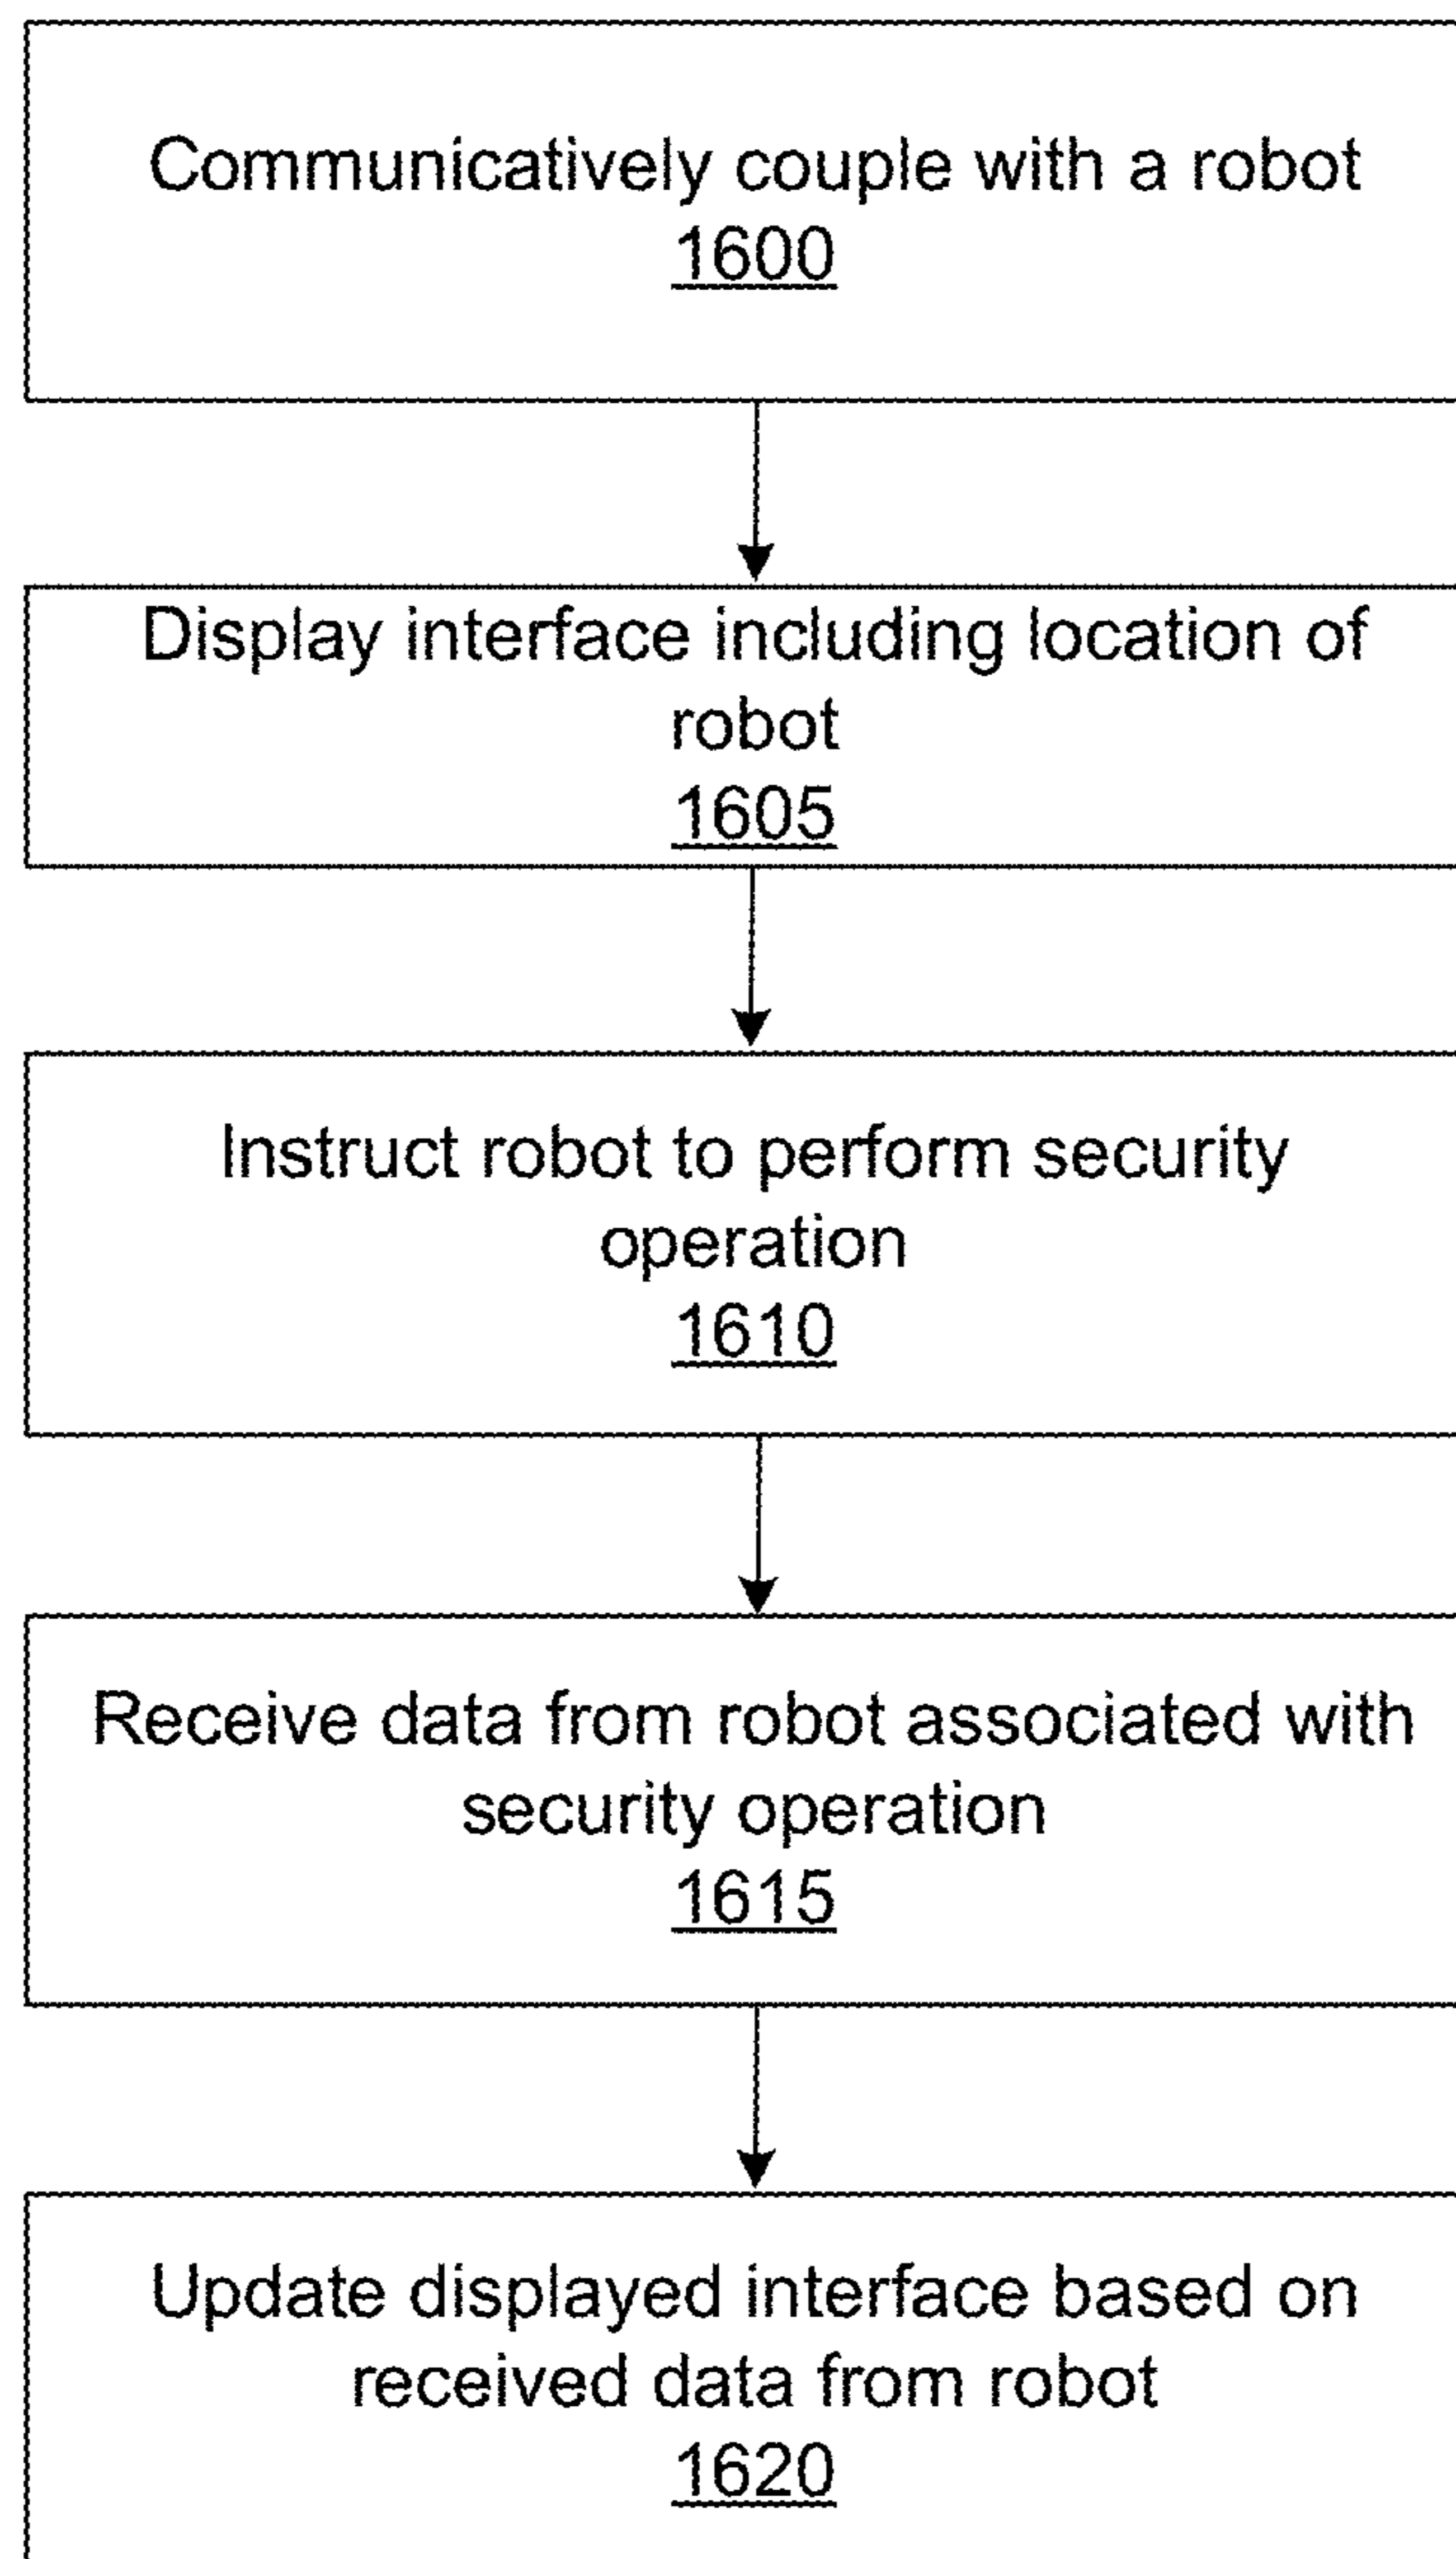 Communicatively couple with a robot
1600
Display interface including location of
robot
1605
Instruct robot to perform security
operation
1610
Receive data from robot associated with
security operation
1615
Update displayed interface based on
received data from robot
1620